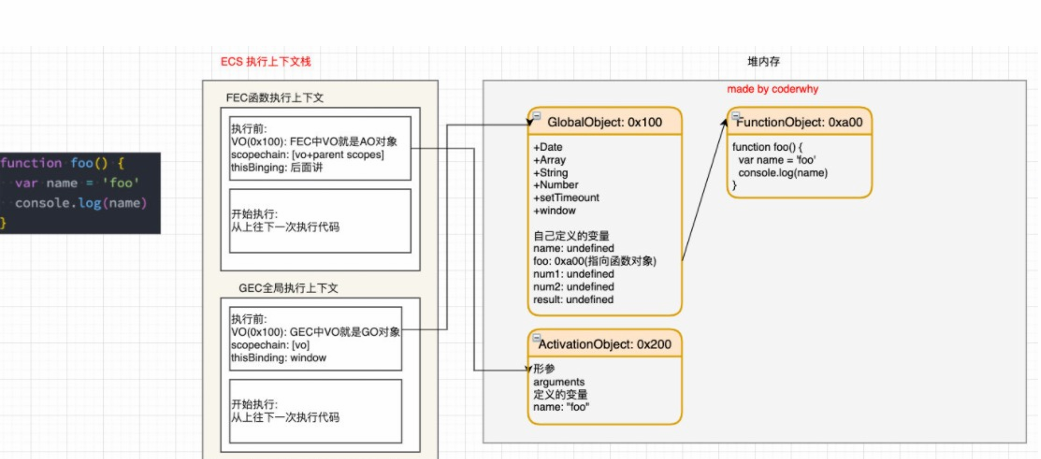 function foo() {
var name = 'foo'
console.log(name)
}
ECS 执行上下文栈
FEC函数执行上下文
执行前:
VO(0x100): FEC中VO就是AO对象
scopechain: [vo+parent scopes]
thisBinging: 后面讲
开始执行:
从上往下一次执行代码
GEC全局执行上下文
执行前:
VO(0x100): GEC中VO就是GO对象
scopechain: [vo]
thisBinding: window
开始执行:
从上往下一次执行代码
堆内存
made by coderwhy
GlobalObject: 0x100
+Date
+Array
+String
+Number
+setTimeount
+window
自己定义的变量
name: undefined
foo: 0xa00(指向函数对象)
num1: undefined
num2: undefined
result: undefined
FunctionObject: 0xa00
function foo() {
var name = 'foo'
console.log(name)
}
ActivationObject: 0x200
形参
arguments
定义的变量
name: "foo"